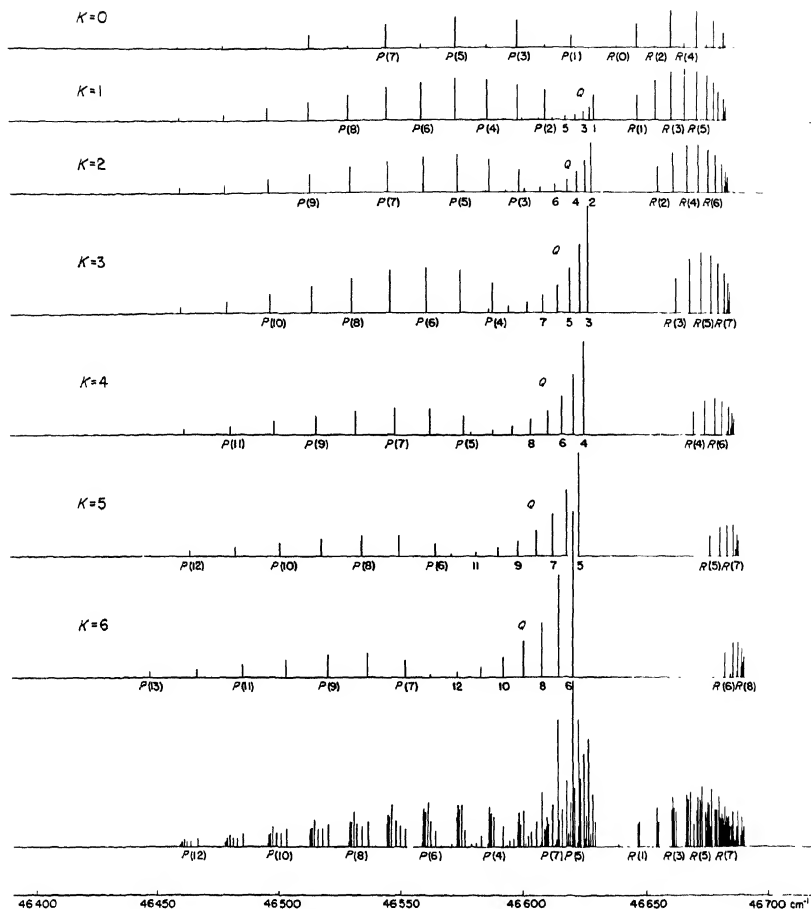 K=0
P(7) P(5) P(3) P(1) R(0) R(2) R(4)
K=1
Q
P(8) P(6) P(4) P(2) 5 3 1 R(1) R(3) R(5)
K=2
Q
P(9) P(7) P(5) P(3) 6 4 2 R(2) R(4) R(6)
K=3
Q
P(10) P(8) P(6) P(4) 7 5 3 R(3) R(5) R(7)
K=4
Q
P(11) P(9) P(7) P(5) 8 6 4 R(4) R(6)
K=5
Q
P(12) P(10) P(8) P(6) 11 9 7 5 R(5) R(7)
K=6
Q
P(13) P(11) P(9) P(7) 12 10 8 6 R(6) R(8)
P(12) P(10) P(8) P(6) P(4) P(7) P(5) R(1) R(3) R(5) R(7)
46 400 46 450 46 500 46 550 46 600 46 650 46 700 cm⁻¹